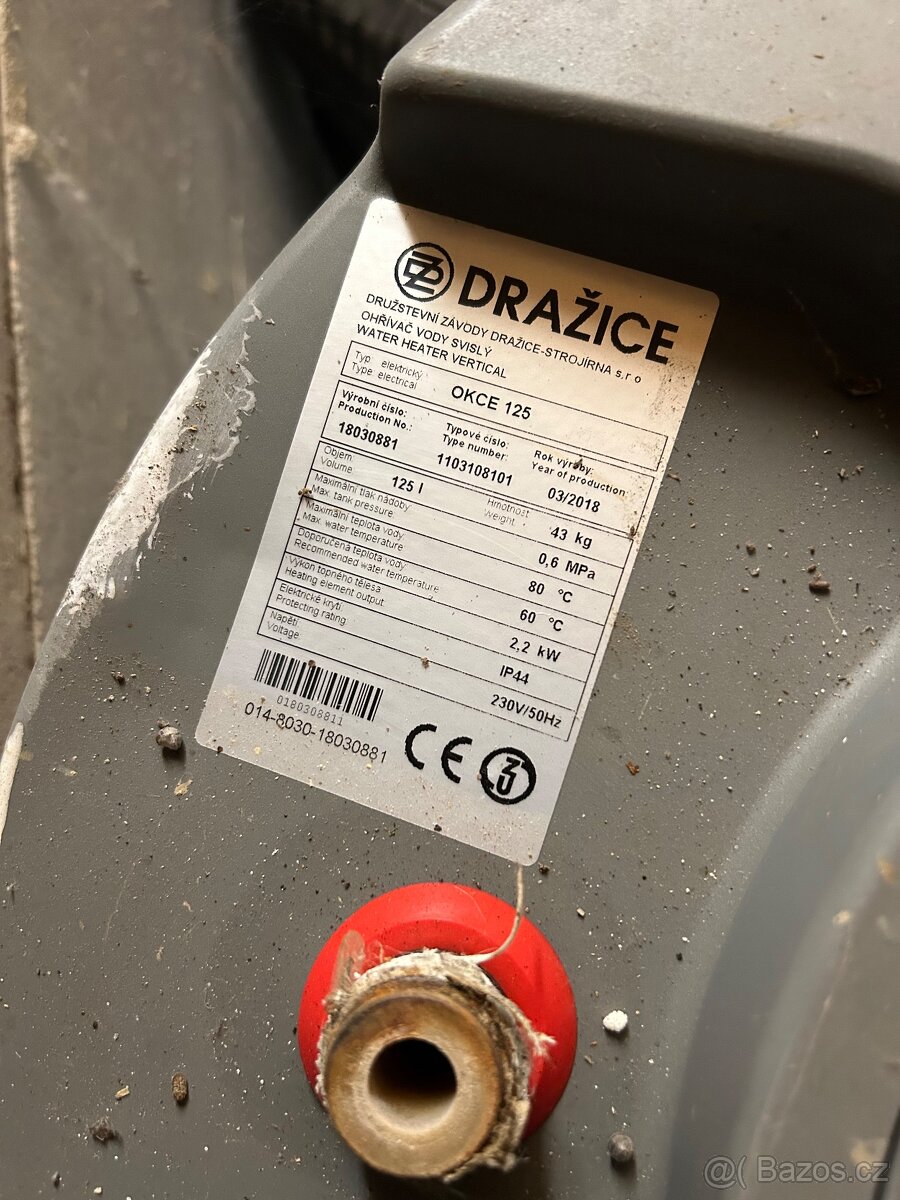 DRAŽICE
DRUŽSTEVNÍ ZÁVODY DRAŽICE-STROJÍRNA s.r.o
OHŘÍVAČ VODY SVISLÝ
WATER HEATER VERTICAL
Typ elektrický
Type electrical
OKCE 125
Výrobní číslo: Typové číslo: Rok výroby:
Production No.: Type number: Year of production:
18030881 1103108101 03/2018
Objem Hmotnost
Volume 125 l Weight 43 kg
Maximální tlak nádoby
Max. tank pressure 0,6 MPa
Maximální teplota vody
Max. water temperature 80 °C
Doporučená teplota vody
Recommended water temperature 60 °C
Výkon topného tělesa
Heating element output 2,2 kW
Elektrické krytí
Protecting rating IP44
Napětí
Voltage 230V/50Hz
0180308811
014-8030-18030881
CE
@( Bazos.cz